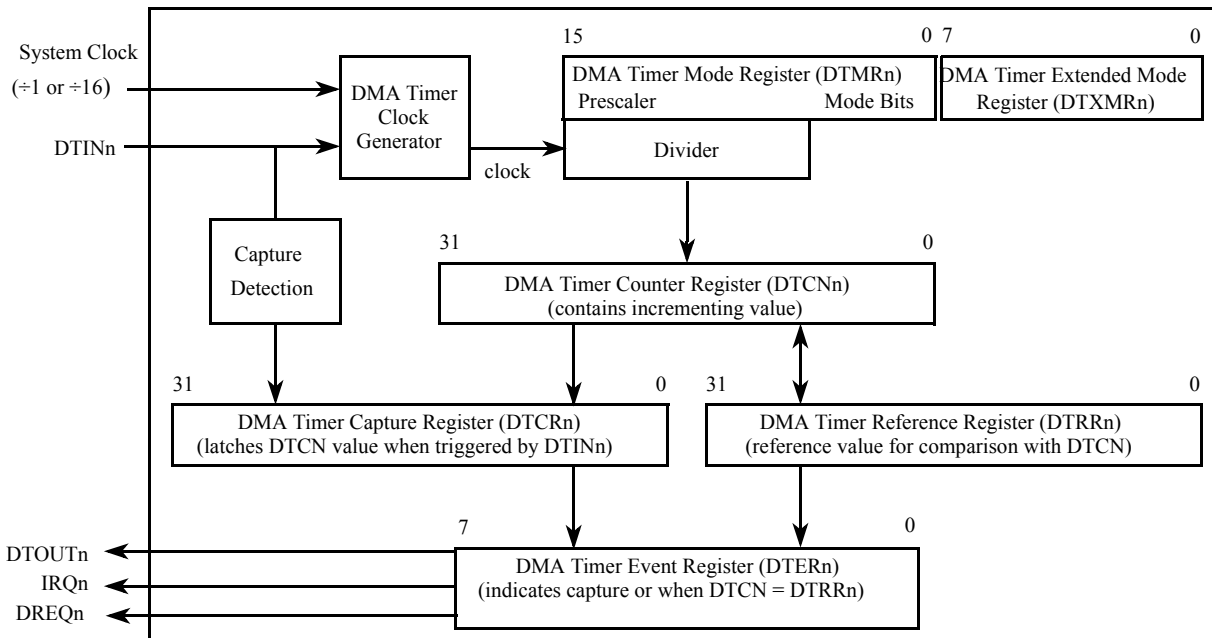 System Clock
(÷1 or ÷16)
DTINn
DMA Timer
Clock
Generator
clock
15 0
DMA Timer Mode Register (DTMRn)
Prescaler Mode Bits
7 0
DMA Timer Extended Mode
Register (DTXMRn)
Divider
Capture
Detection
31 0
DMA Timer Counter Register (DTCNn)
(contains incrementing value)
31 0
DMA Timer Capture Register (DTCRn)
(latches DTCN value when triggered by DTINn)
31 0
DMA Timer Reference Register (DTRRn)
(reference value for comparison with DTCN)
7 0
DMA Timer Event Register (DTERn)
(indicates capture or when DTCN = DTRRn)
DTOUTn
IRQn
DREQn